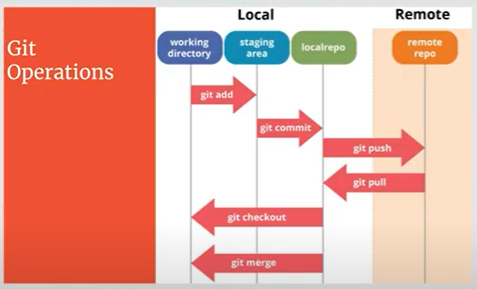 Git
Operations
Local
Remote
working
directory
staging
area
localrepo
remote
repo
git add
git commit
git push
git pull
git checkout
git merge